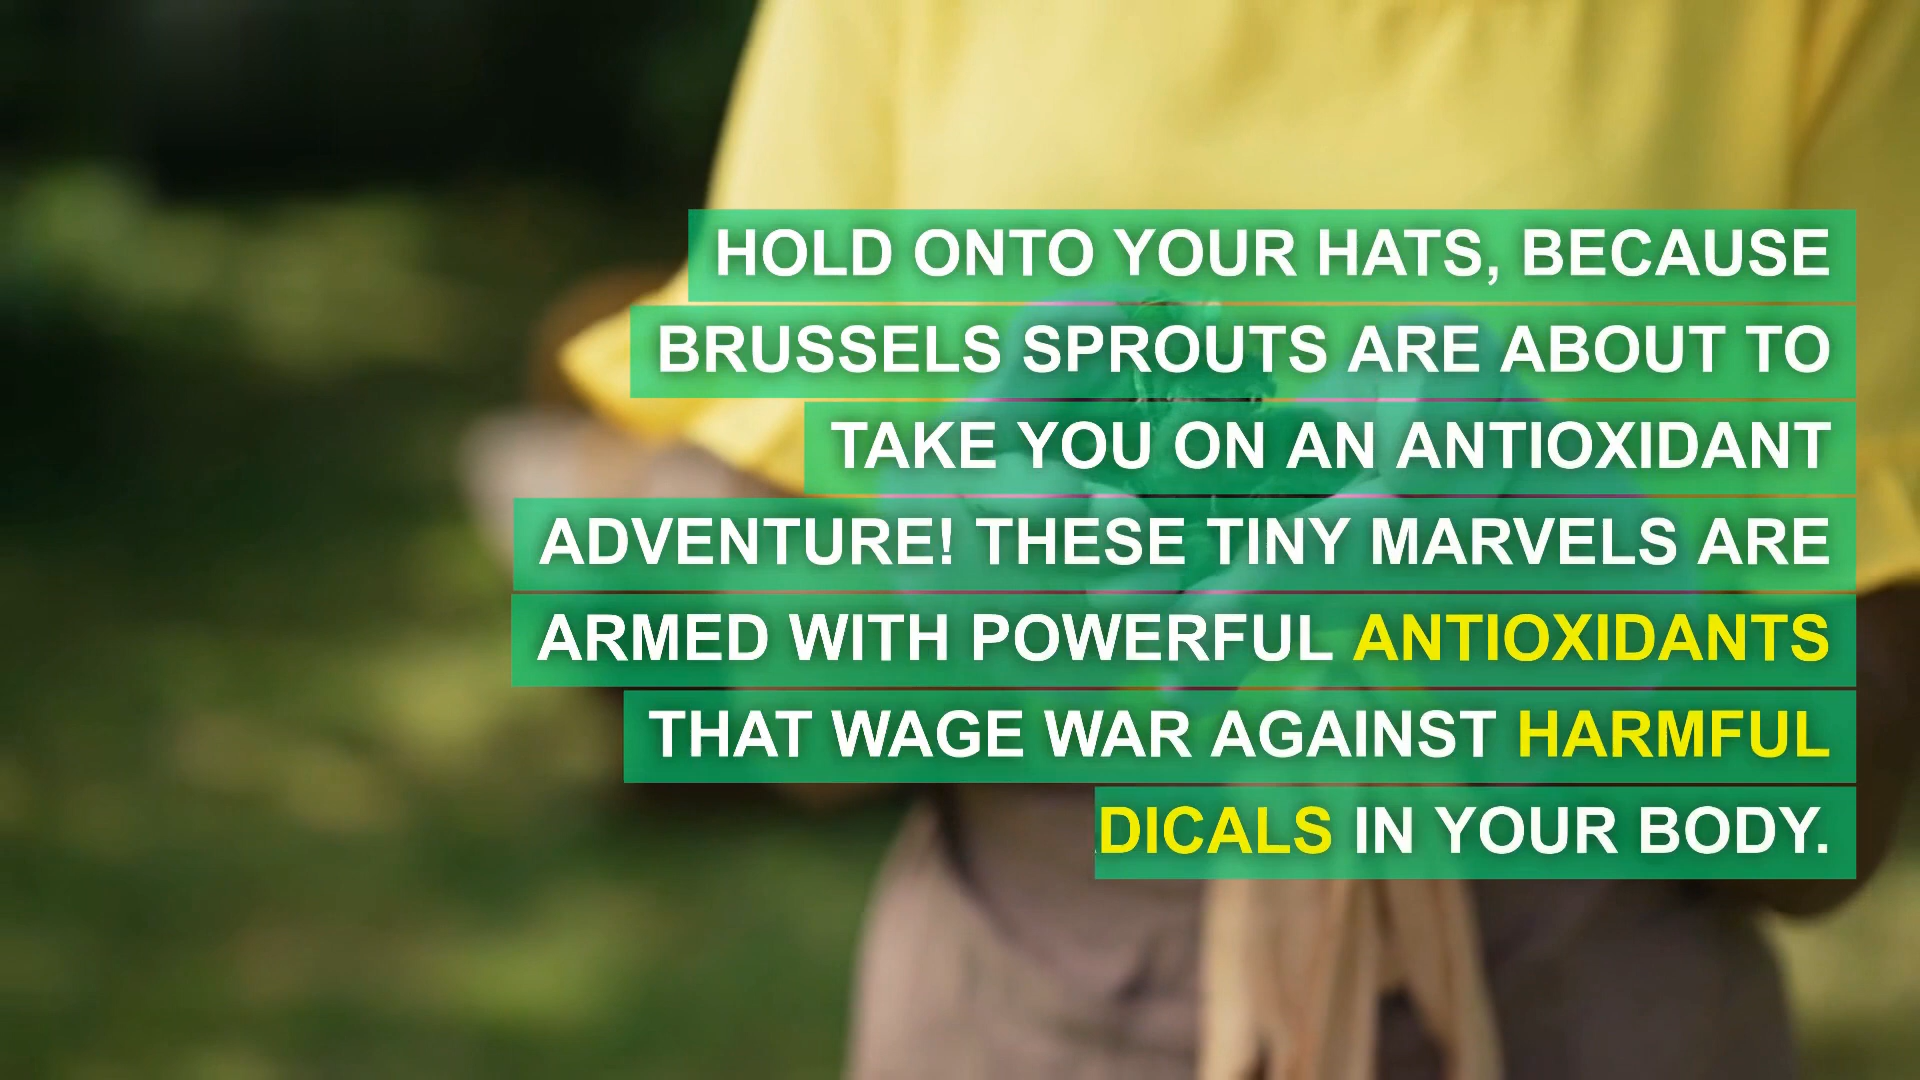 HOLD ONTO YOUR HATS, BECAUSE
BRUSSELS SPROUTS ARE ABOUT TO
TAKE YOU ON AN ANTIOXIDANT
ADVENTURE! THESE TINY MARVELS ARE
ARMED WITH POWERFUL ANTIOXIDANTS
THAT WAGE WAR AGAINST HARMFUL
DICALS IN YOUR BODY.